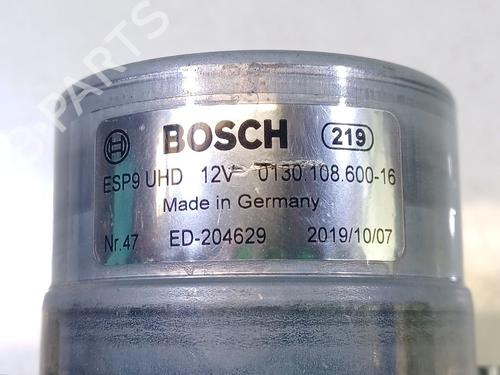 BOSCH 219
ESP9 UHD 12V 0130.108.600-16
Made in Germany
Nr.47 ED-204629 2019/10/07
PARTS